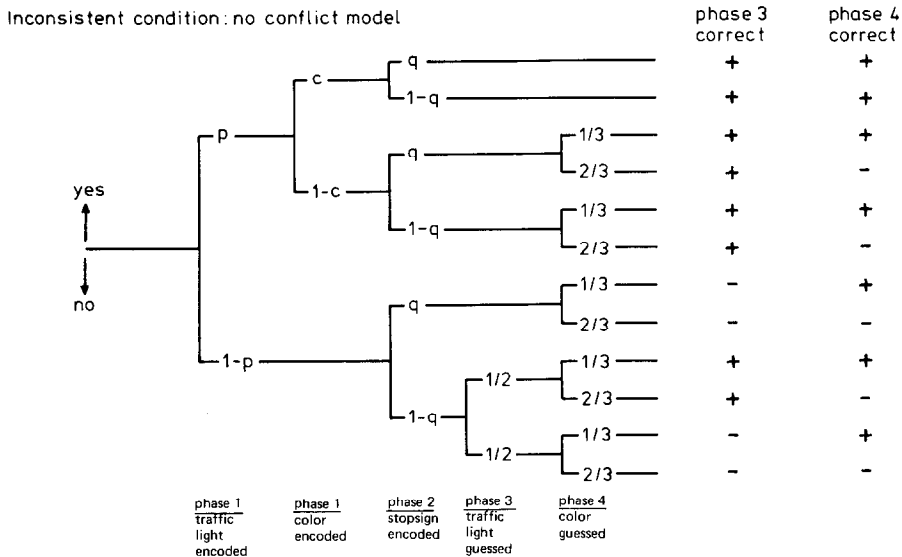 Inconsistent condition: no conflict model
phase 3 correct
phase 4 correct
q + +
c
1-q + +
p
1/3 + +
q
2/3 + -
1-c
1/3 + +
1-q
2/3 + -
yes
no
1/3 - +
q
2/3 - -
1-p
1/3 + +
1/2
2/3 + -
1-q
1/3 - +
1/2
2/3 - -
phase 1
traffic
light
encoded
phase 1
color
encoded
phase 2
stopsign
encoded
phase 3
traffic
light
guessed
phase 4
color
guessed